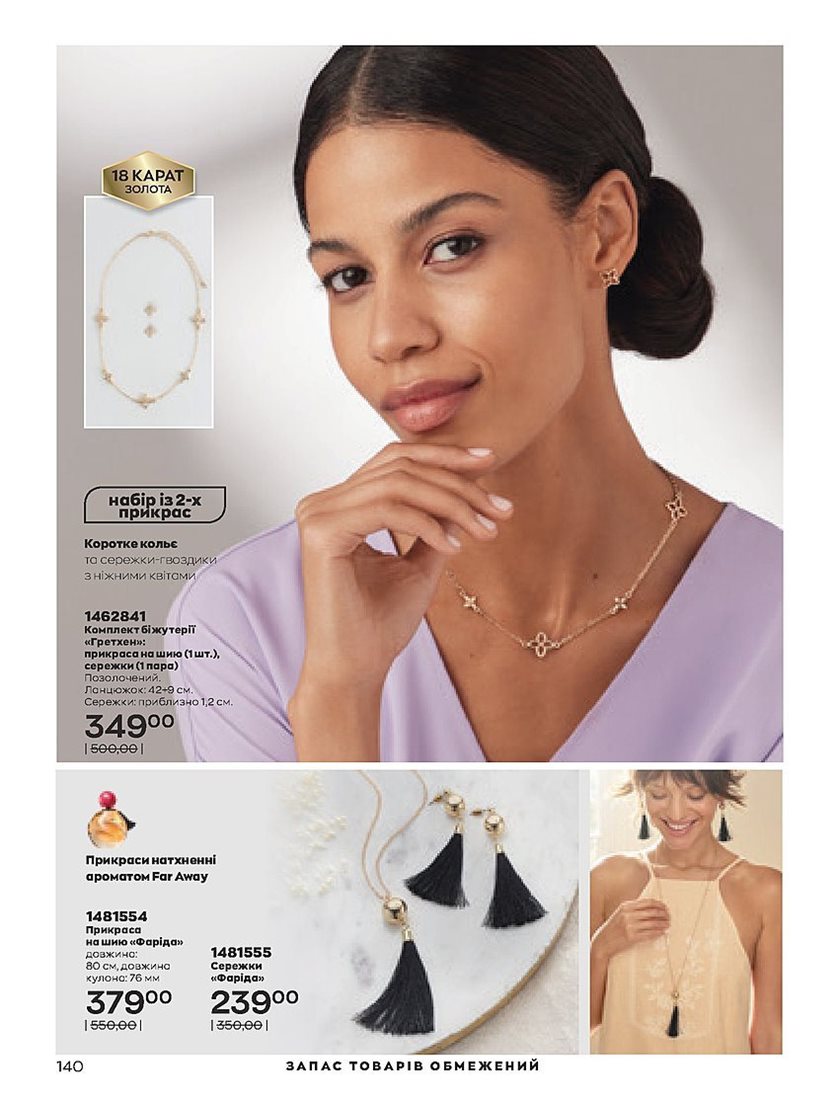 18 КАРАТ
ЗОЛОТА
набір із 2-х
прикрас
Коротке кольє
та сережки-гвоздики
з ніжними квітами
1462841
Комплект біжутерії
«Гретхен»:
прикраса на шию (1 шт.),
сережки (1 пара)
Позолочений.
Ланцюжок: 42+9 см.
Сережки: приблизно 1,2 см.
34900
|500,00|
Прикраси натхненні
ароматом Far Away
1481554
Прикраса
на шию «Фаріда»
довжина:
80 см, довжина
кулона: 76 мм
37900
|550,00|
1481555
Сережки
«Фаріда»
23900
|350,00|
140
ЗАПАС ТОВАРІВ ОБМЕЖЕНИЙ